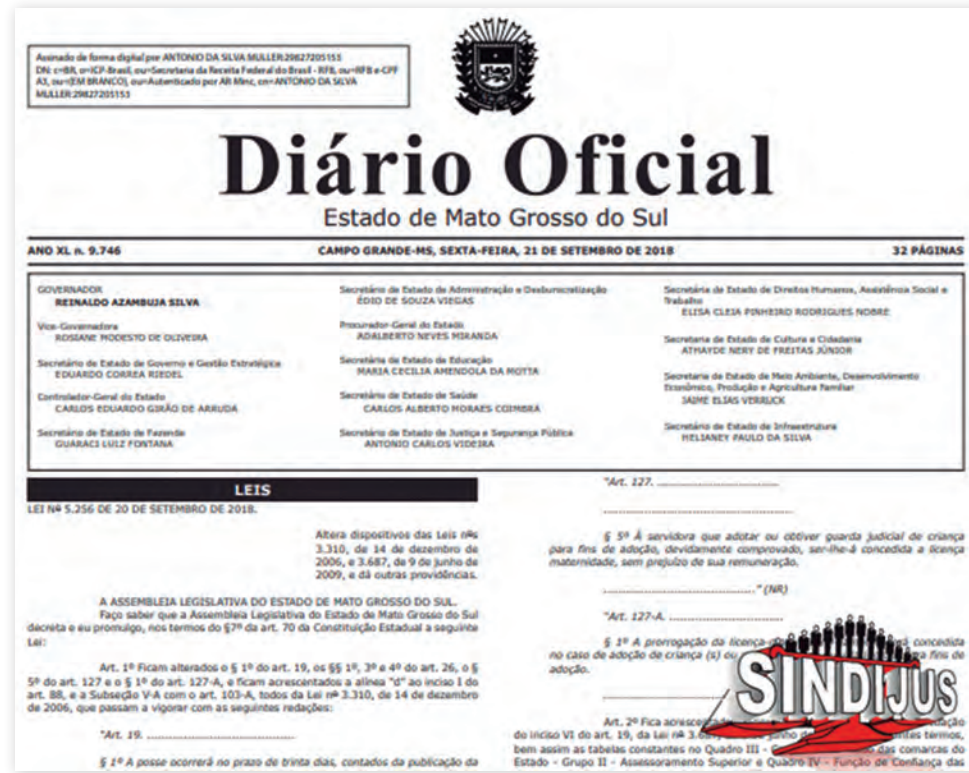 Assinado de forma digital por ANTONIO DA SILVA MULLER:29827205153
DN: c=BR, o=ICP-Brasil, ou=Secretaria da Receita Federal do Brasil - RFB, ou=RFB e-CPF
A3, ou=(EM BRANCO), ou=Autenticado por AR Minc, cn=ANTONIO DA SILVA
MULLER:29827205153
Diário Oficial
Estado de Mato Grosso do Sul
ANO XL n. 9.746 CAMPO GRANDE-MS, SEXTA-FEIRA, 21 DE SETEMBRO DE 2018 32 PÁGINAS
GOVERNADOR
REINALDO AZAMBUJA SILVA
Vice-Governadora
ROSIANE MODESTO DE OLIVEIRA
Secretário de Estado de Governo e Gestão Estratégica
EDUARDO CORREA RIEDEL
Controlador-Geral do Estado
CARLOS EDUARDO GIRÃO DE ARRUDA
Secretário de Estado de Fazenda
GUARACI LUIZ FONTANA
Secretário de Estado de Administração e Desburocratização
ÉDIO DE SOUZA VIEGAS
Procurador-Geral do Estado
ADALBERTO NEVES MIRANDA
Secretária de Estado de Educação
MARIA CECILIA AMENDOLA DA MOTTA
Secretário de Estado de Saúde
CARLOS ALBERTO MORAES COIMBRA
Secretário de Estado de Justiça e Segurança Pública
ANTONIO CARLOS VIDEIRA
Secretária de Estado de Direitos Humanos, Assistência Social e
Trabalho
ELISA CLEIA PINHEIRO RODRIGUES NOBRE
Secretaria de Estado de Cultura e Cidadania
ATHAYDE NERY DE FREITAS JÚNIOR
Secretaria de Estado de Meio Ambiente, Desenvolvimento
Econômico, Produção e Agricultura Familiar
JAIME ELIAS VERRUCK
Secretário de Estado de Infraestrutura
HELIANEY PAULO DA SILVA
LEIS
LEI Nº 5.256 DE 20 DE SETEMBRO DE 2018.
Altera dispositivos das Leis nºs
3.310, de 14 de dezembro de
2006, e 3.687, de 9 de junho de
2009, e dá outras providências.
A ASSEMBLEIA LEGISLATIVA DO ESTADO DE MATO GROSSO DO SUL.
Faço saber que a Assembleia Legislativa do Estado de Mato Grosso do Sul
decreta e eu promulgo, nos termos do §7º da art. 70 da Constituição Estadual a seguinte
Lei:
Art. 1º Ficam alterados o § 1º do art. 19, os §§ 1º, 3º e 4º do art. 26, o §
5º do art. 127 e o § 1º do art. 127-A, e ficam acrescentados a alínea "d" ao inciso I do
art. 88, e a Subseção V-A com o art. 103-A, todos da Lei nº 3.310, de 14 de dezembro
de 2006, que passam a vigorar com as seguintes redações:
"Art. 19. ..........................................
§ 1º A posse ocorrerá no prazo de trinta dias, contados da publicação da
"Art. 127. ..................................
......................................................
§ 5º À servidora que adotar ou obtiver guarda judicial de criança
para fins de adoção, devidamente comprovado, ser-lhe-á concedida a licença
maternidade, sem prejuízo de sua remuneração.
..........................................." (NR)
"Art. 127-A. ..............................
§ 1º A prorrogação da licença- concedida
no caso de adoção de criança (s) ou fins de
adoção.
SINDIJUS
Art. 2º Fica
do inciso VI do art. 19, da Lei nº junho termos,
bem assim as tabelas constantes no Quadro III - das comarcas do
Estado - Grupo II - Assessoramento Superior e Quadro IV - Função de Confiança das